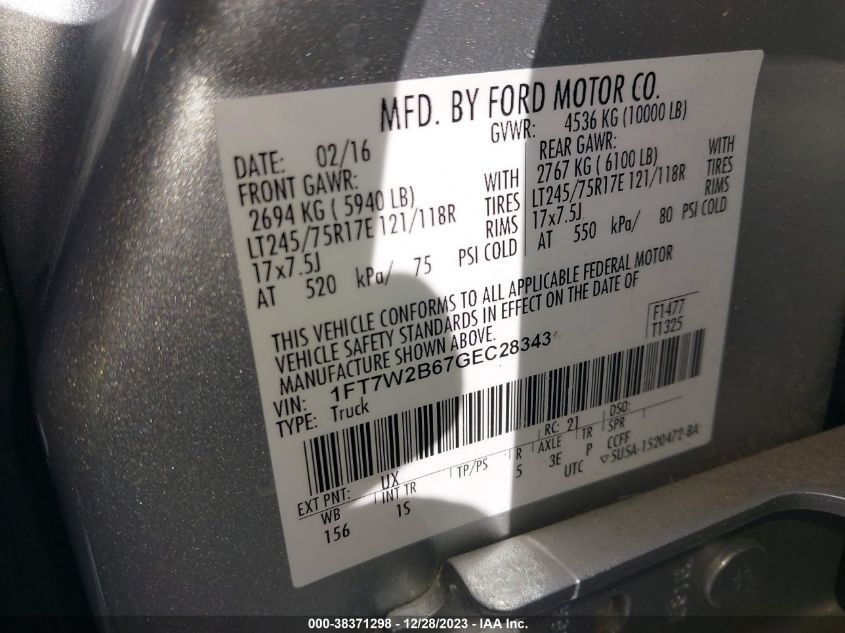 MFD. BY FORD MOTOR CO.
DATE: 02/16 GVWR: 4536 KG (10000 LB)
FRONT GAWR: REAR GAWR:
2694 KG ( 5940 LB) WITH 2767 KG ( 6100 LB) WITH
LT245/75R17E 121/118R TIRES LT245/75R17E 121/118R TIRES
17x7.5J RIMS 17x7.5J RIMS
AT 520 kPa/ 75 PSI COLD AT 550 kPa/ 80 PSI COLD
THIS VEHICLE CONFORMS TO ALL APPLICABLE FEDERAL MOTOR
VEHICLE SAFETY STANDARDS IN EFFECT ON THE DATE OF
MANUFACTURE SHOWN ABOVE.
F1477
T1325
VIN: 1FT7W2B67GEC28343
TYPE: Truck
EXT PNT: UX RC: 21 DSO:
WB INT TR TP/PS R AXLE TR SPR
156 1S 5 3E P CCFF
UTC 5U5A-1520472-BA
000-38371298 - 12/28/2023 - IAA Inc.